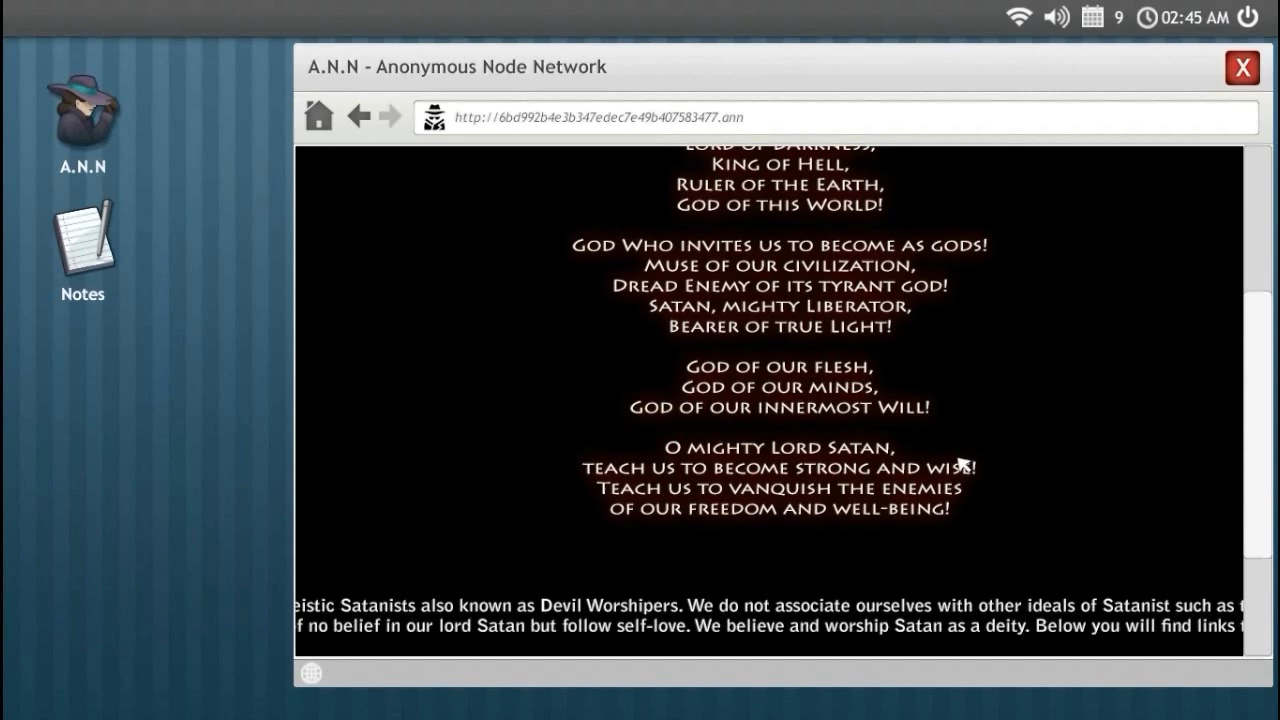 9 02:45 AM
A.N.N - Anonymous Node Network
X
http://6bd992b4e3b347edec7e49b407583477.ann
A.N.N
Notes
Lord of Darkness,
King of Hell,
Ruler of the Earth,
God of this World!
God Who invites us to become as gods!
Muse of our civilization,
Dread Enemy of its tyrant god!
Satan, mighty Liberator,
Bearer of true Light!
God of our flesh,
God of our minds,
God of our innermost Will!
O mighty Lord Satan,
teach us to become strong and wise!
Teach us to vanquish the enemies
of our freedom and well-being!
eistic Satanists also known as Devil Worshipers. We do not associate ourselves with other ideals of Satanist such as
f no belief in our lord Satan but follow self-love. We believe and worship Satan as a deity. Below you will find links